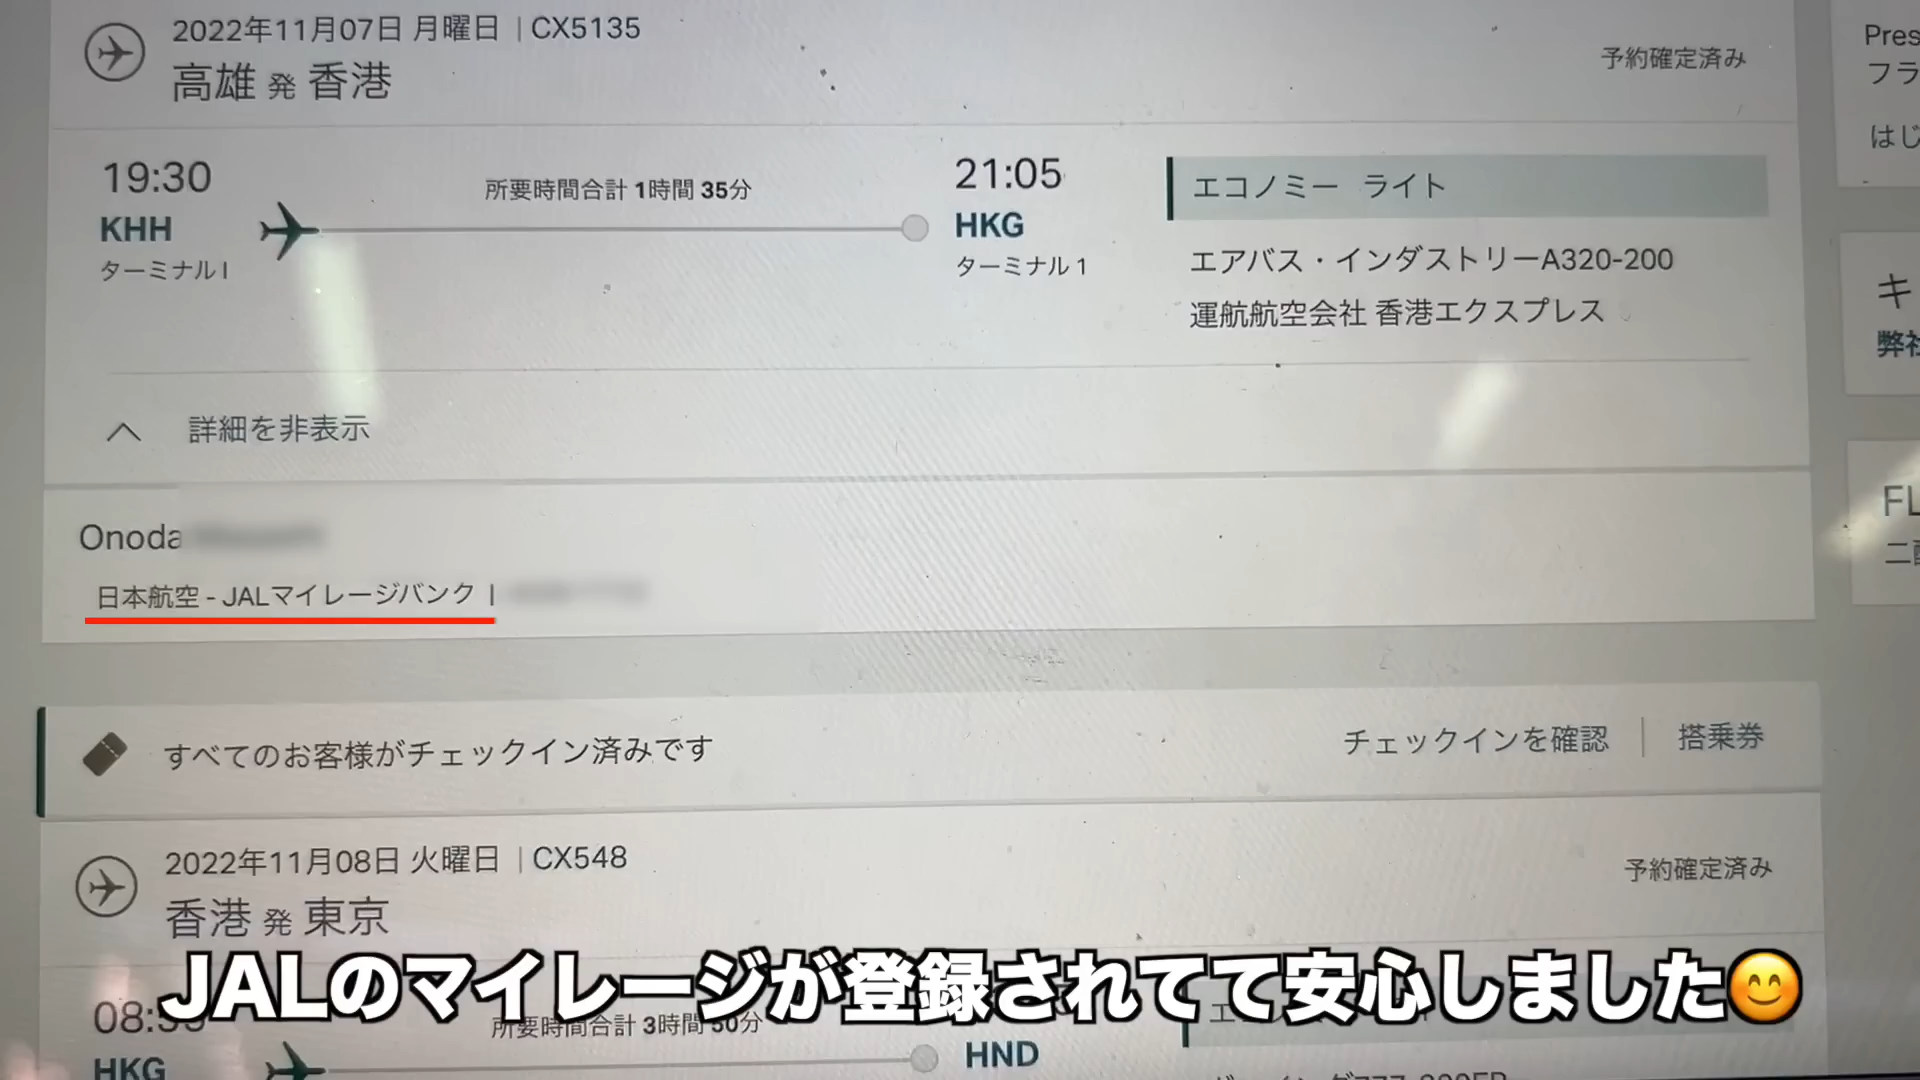 2022年11月07日 月曜日 | CX5135
高雄 発 香港
予約確定済み
19:30
KHH
ターミナル I
所要時間合計 1時間 35分
21:05
HKG
ターミナル 1
エコノミー ライト
エアバス・インダストリーA320-200
運航航空会社 香港エクスプレス
詳細を非表示
Onoda
日本航空 - JALマイレージバンク |
すべてのお客様がチェックイン済みです
チェックインを確認 | 搭乗券
2022年11月08日 火曜日 | CX548
香港 発 東京
予約確定済み
所要時間合計 3時間 50分
HKG
HND
JALのマイレージが登録されてて安心しました😊
Pres
フラ
はじ
キ
弊社
FL